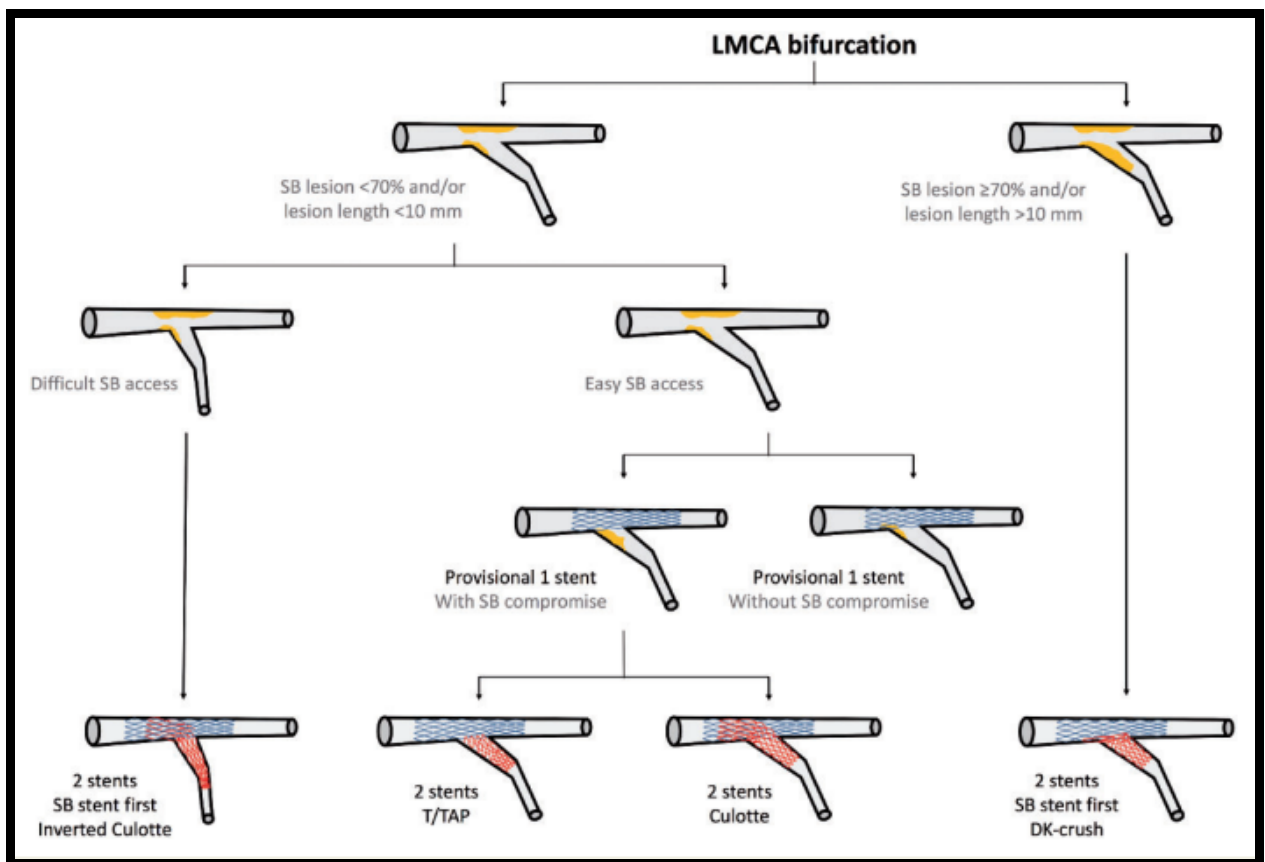 LMCA bifurcation
SB lesion <70% and/or
lesion length <10 mm
SB lesion ≥70% and/or
lesion length >10 mm
Difficult SB access
Easy SB access
Provisional 1 stent
With SB compromise
Provisional 1 stent
Without SB compromise
2 stents
SB stent first
Inverted Culotte
2 stents
T/TAP
2 stents
Culotte
2 stents
SB stent first
DK-crush